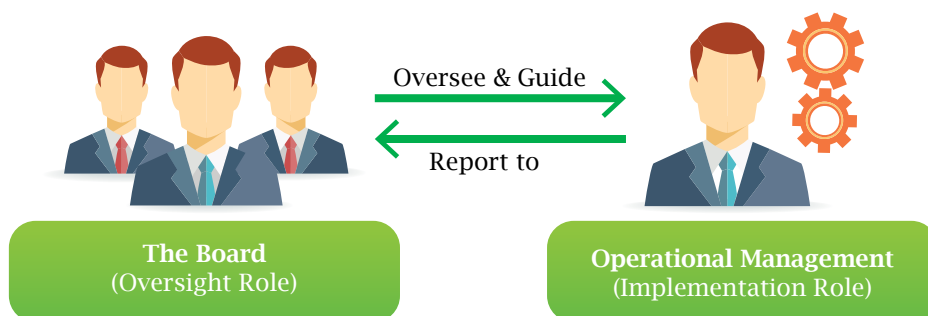 Oversee & Guide
Report to
The Board
(Oversight Role)
Operational Management
(Implementation Role)